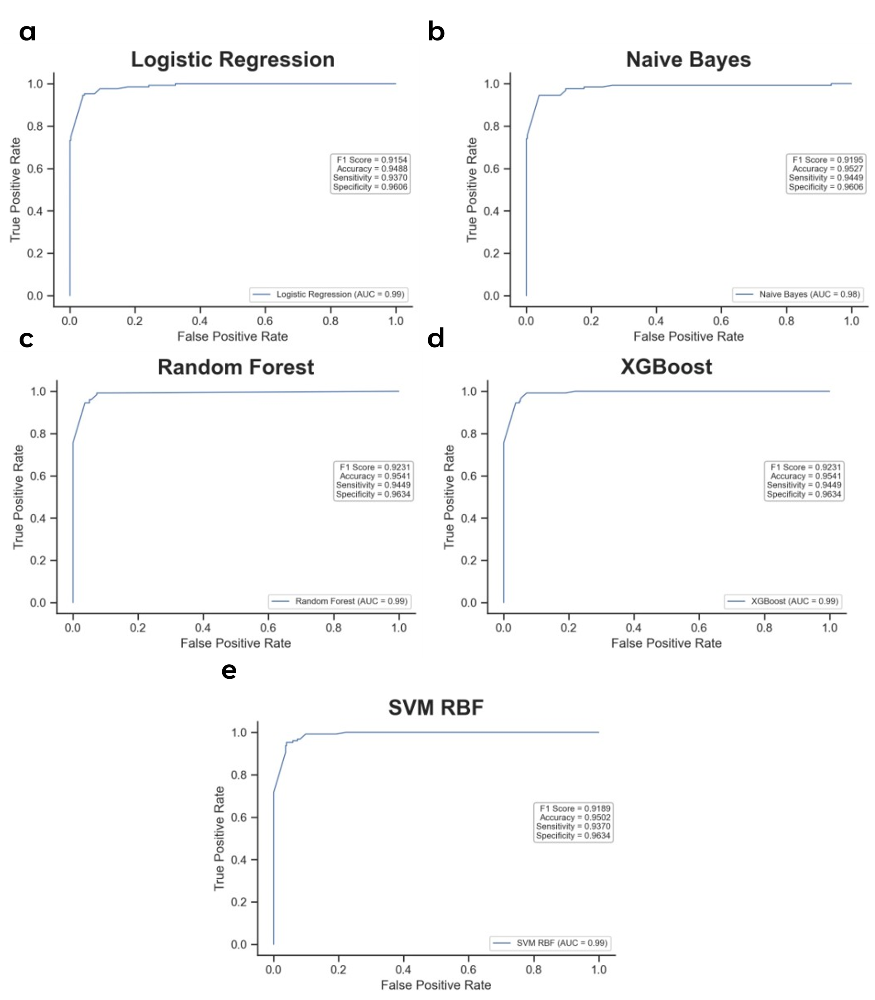 a
Logistic Regression
True Positive Rate
1.0
0.8
0.6
0.4
0.2
0.0
F1 Score = 0.9154
Accuracy = 0.9488
Sensitivity = 0.9370
Specificity = 0.9606
Logistic Regression (AUC = 0.99)
0.0 0.2 0.4 0.6 0.8 1.0
False Positive Rate
b
Naive Bayes
True Positive Rate
1.0
0.8
0.6
0.4
0.2
0.0
F1 Score = 0.9195
Accuracy = 0.9527
Sensitivity = 0.9449
Specificity = 0.9606
Naive Bayes (AUC = 0.98)
0.0 0.2 0.4 0.6 0.8 1.0
False Positive Rate
c
Random Forest
True Positive Rate
1.0
0.8
0.6
0.4
0.2
0.0
F1 Score = 0.9231
Accuracy = 0.9541
Sensitivity = 0.9449
Specificity = 0.9634
Random Forest (AUC = 0.99)
0.0 0.2 0.4 0.6 0.8 1.0
False Positive Rate
d
XGBoost
True Positive Rate
1.0
0.8
0.6
0.4
0.2
0.0
F1 Score = 0.9231
Accuracy = 0.9541
Sensitivity = 0.9449
Specificity = 0.9634
XGBoost (AUC = 0.99)
0.0 0.2 0.4 0.6 0.8 1.0
False Positive Rate
e
SVM RBF
True Positive Rate
1.0
0.8
0.6
0.4
0.2
0.0
F1 Score = 0.9189
Accuracy = 0.9502
Sensitivity = 0.9370
Specificity = 0.9634
SVM RBF (AUC = 0.99)
0.0 0.2 0.4 0.6 0.8 1.0
False Positive Rate